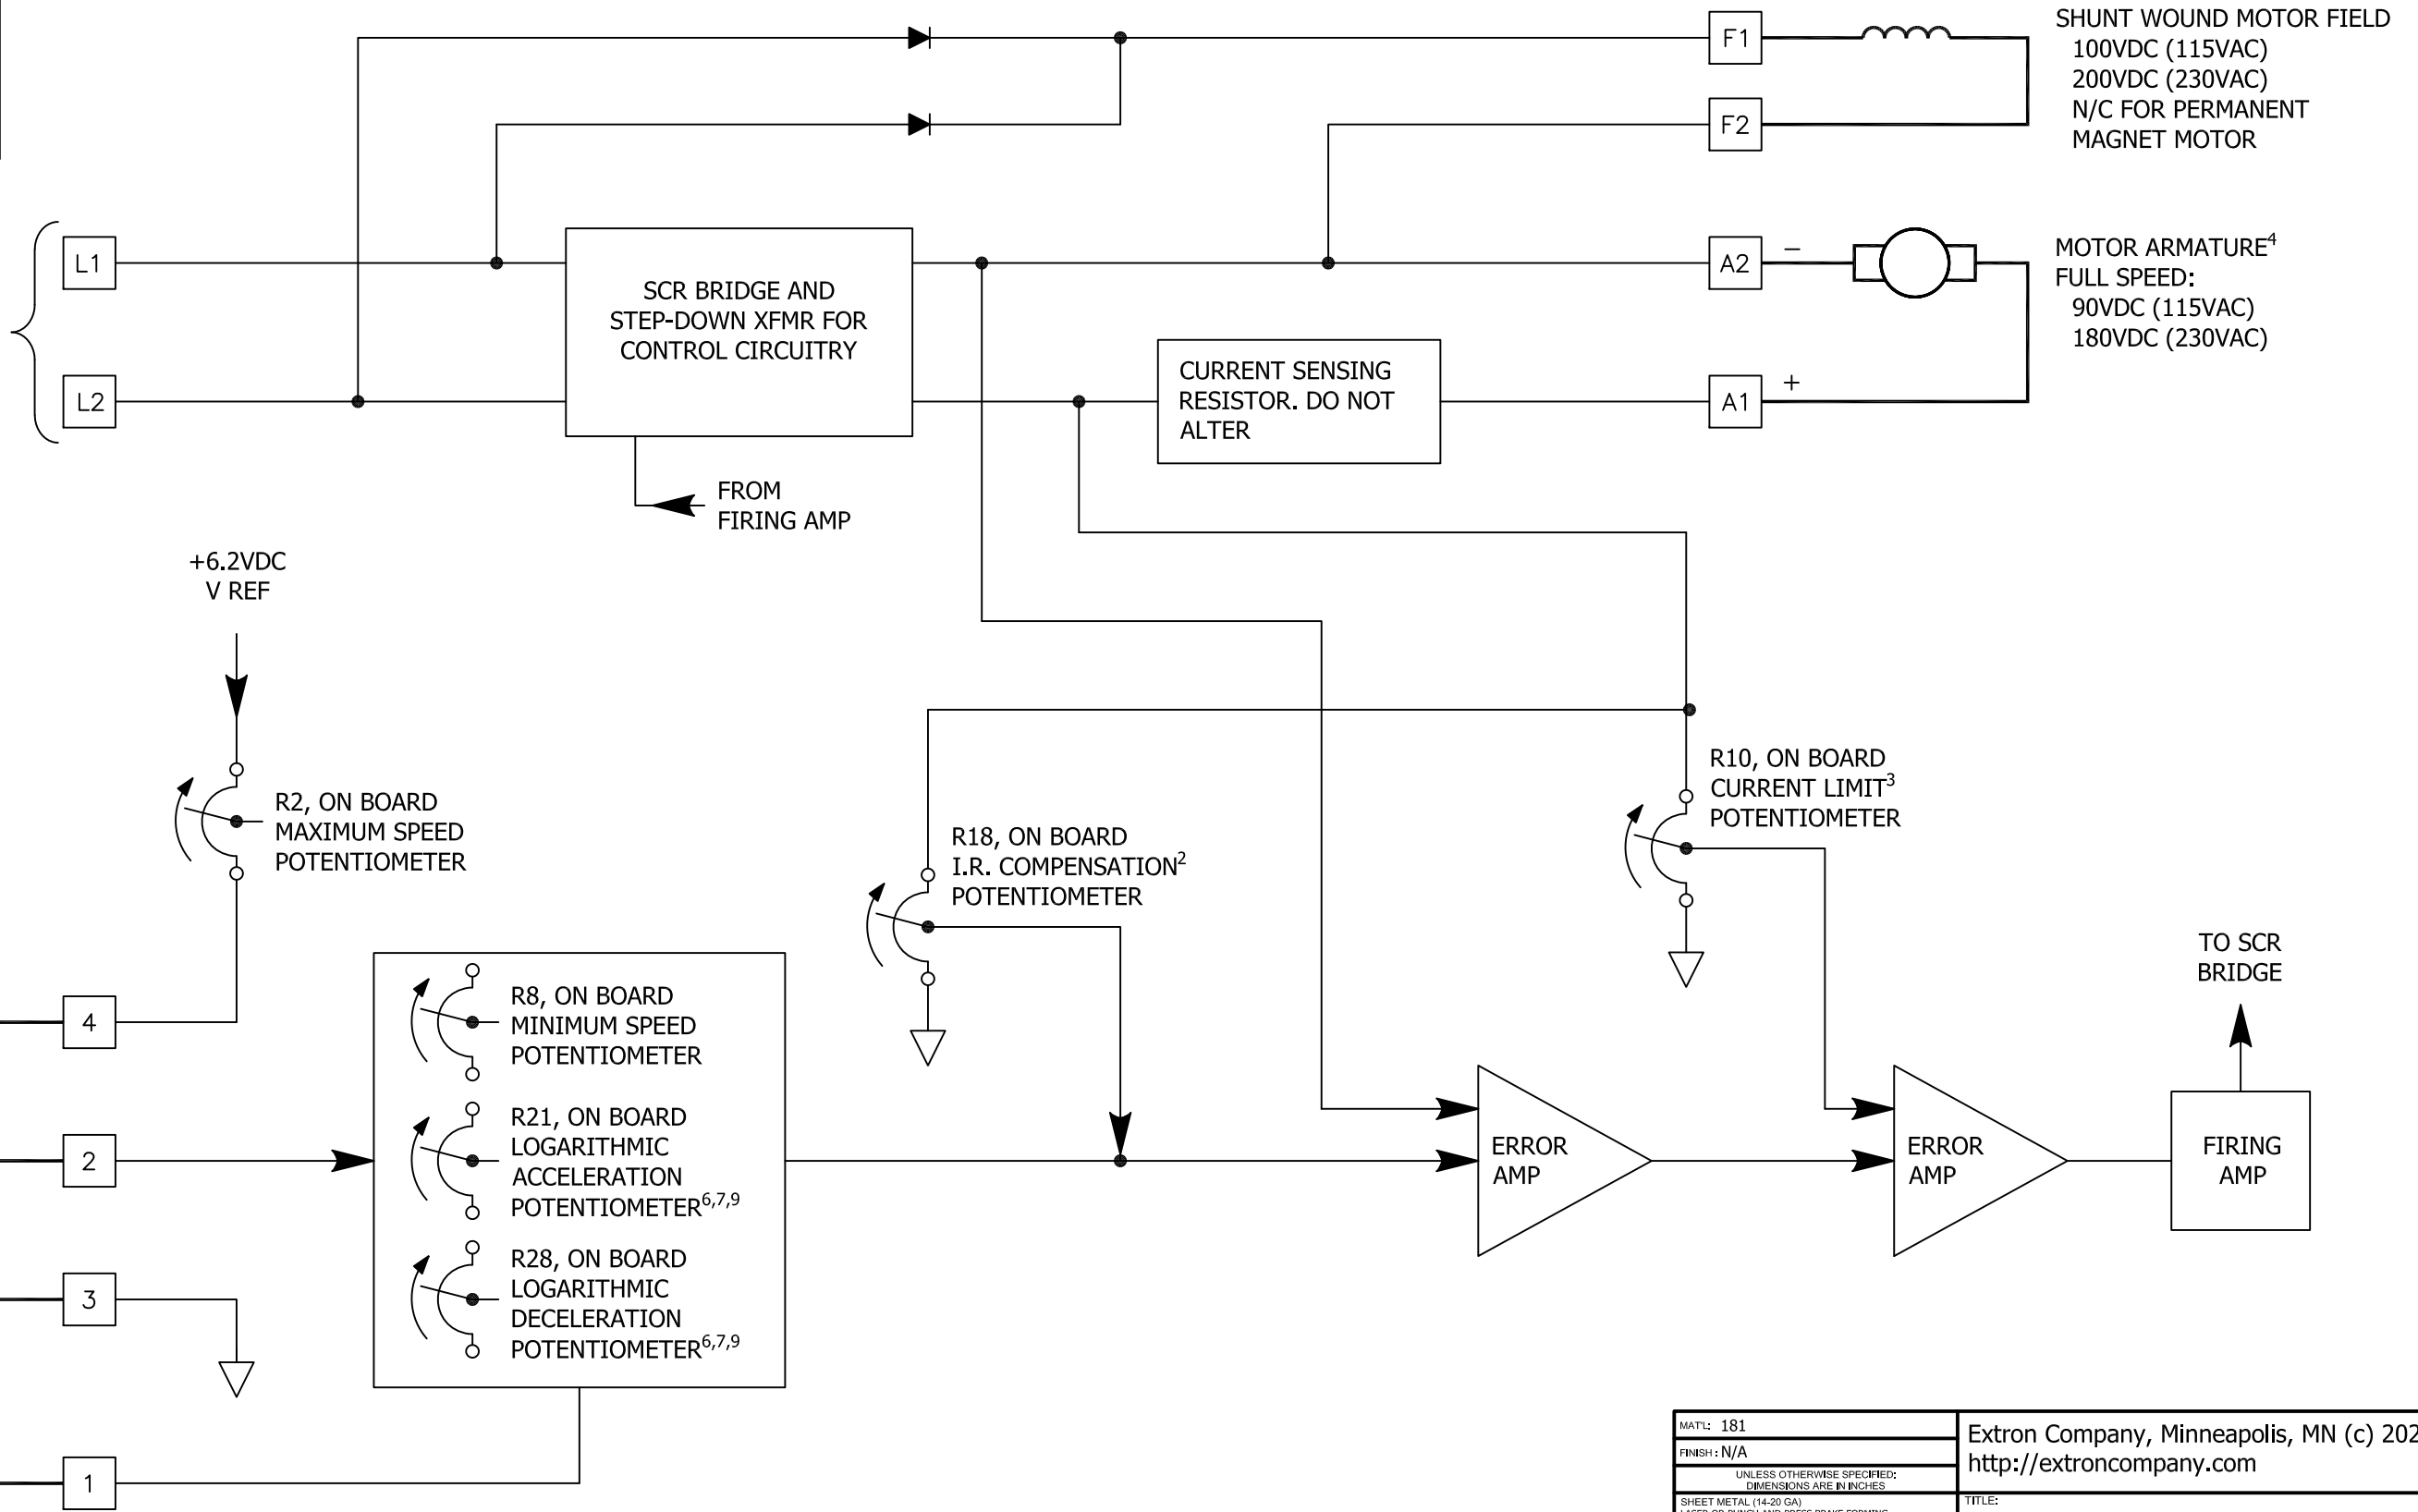 SHUNT WOUND MOTOR FIELD
100VDC (115VAC)
200VDC (230VAC)
N/C FOR PERMANENT
MAGNET MOTOR
F1
F2
L1
L2
SCR BRIDGE AND
STEP-DOWN XFMR FOR
CONTROL CIRCUITRY
A2
−
MOTOR ARMATURE⁴
FULL SPEED:
90VDC (115VAC)
180VDC (230VAC)
CURRENT SENSING
RESISTOR. DO NOT
ALTER
A1
+
FROM
FIRING AMP
+6.2VDC
V REF
R2, ON BOARD
MAXIMUM SPEED
POTENTIOMETER
R18, ON BOARD
I.R. COMPENSATION²
POTENTIOMETER
R10, ON BOARD
CURRENT LIMIT³
POTENTIOMETER
TO SCR
BRIDGE
4
R8, ON BOARD
MINIMUM SPEED
POTENTIOMETER
2
R21, ON BOARD
LOGARITHMIC
ACCELERATION
POTENTIOMETER⁶,⁷,⁹
ERROR
AMP
ERROR
AMP
FIRING
AMP
3
R28, ON BOARD
LOGARITHMIC
DECELERATION
POTENTIOMETER⁶,⁷,⁹
1
MAT'L: 181
FINISH: N/A
UNLESS OTHERWISE SPECIFIED:
DIMENSIONS ARE IN INCHES
SHEET METAL (14-20 GA)
Extron Company, Minneapolis, MN (c) 202
http://extroncompany.com
TITLE: